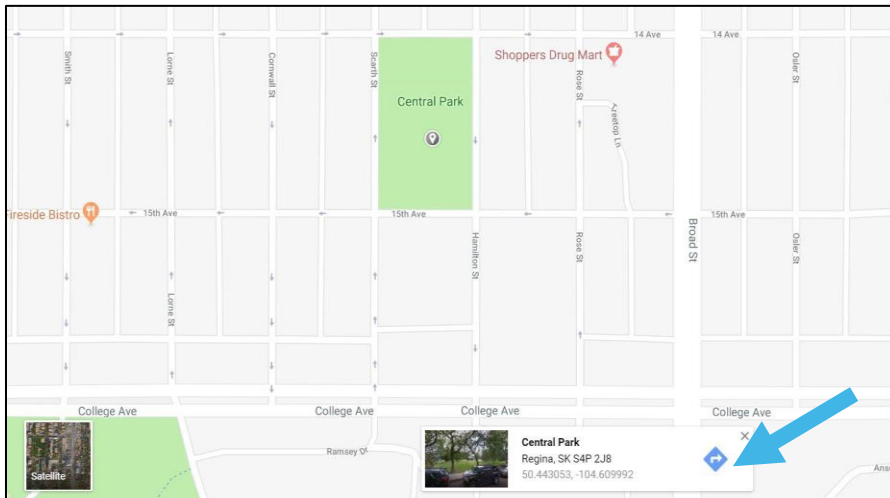 14 Ave
14 Ave
Smith St
Lorne St
Cornwall St
Scarth St
Shoppers Drug Mart
Rose St
Osler St
Central Park
Areetop Ln
Fireside Bistro
15th Ave
15th Ave
15th Ave
Broad St
Hamilton St
Rose St
Osler St
Lorne St
College Ave
College Ave
College Ave
College Ave
Ramsey Dr
Satellite
Central Park
Regina, SK S4P 2J8
50.443053, -104.609992